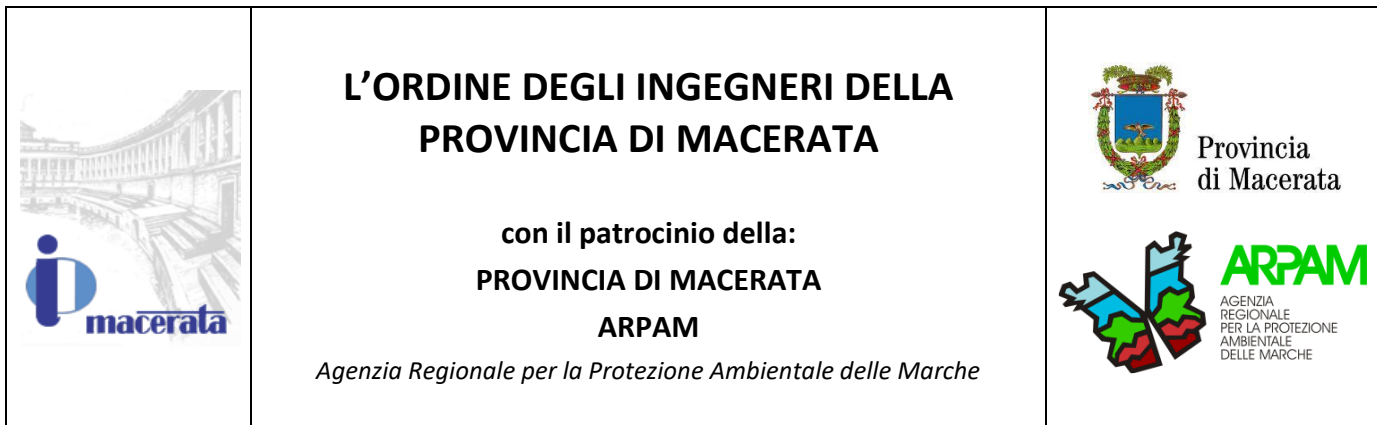 macerata
L'ORDINE DEGLI INGEGNERI DELLA
PROVINCIA DI MACERATA
con il patrocinio della:
PROVINCIA DI MACERATA
ARPAM
Agenzia Regionale per la Protezione Ambientale delle Marche
Provincia
di Macerata
ARPAM
AGENZIA
REGIONALE
PER LA PROTEZIONE
AMBIENTALE
DELLE MARCHE